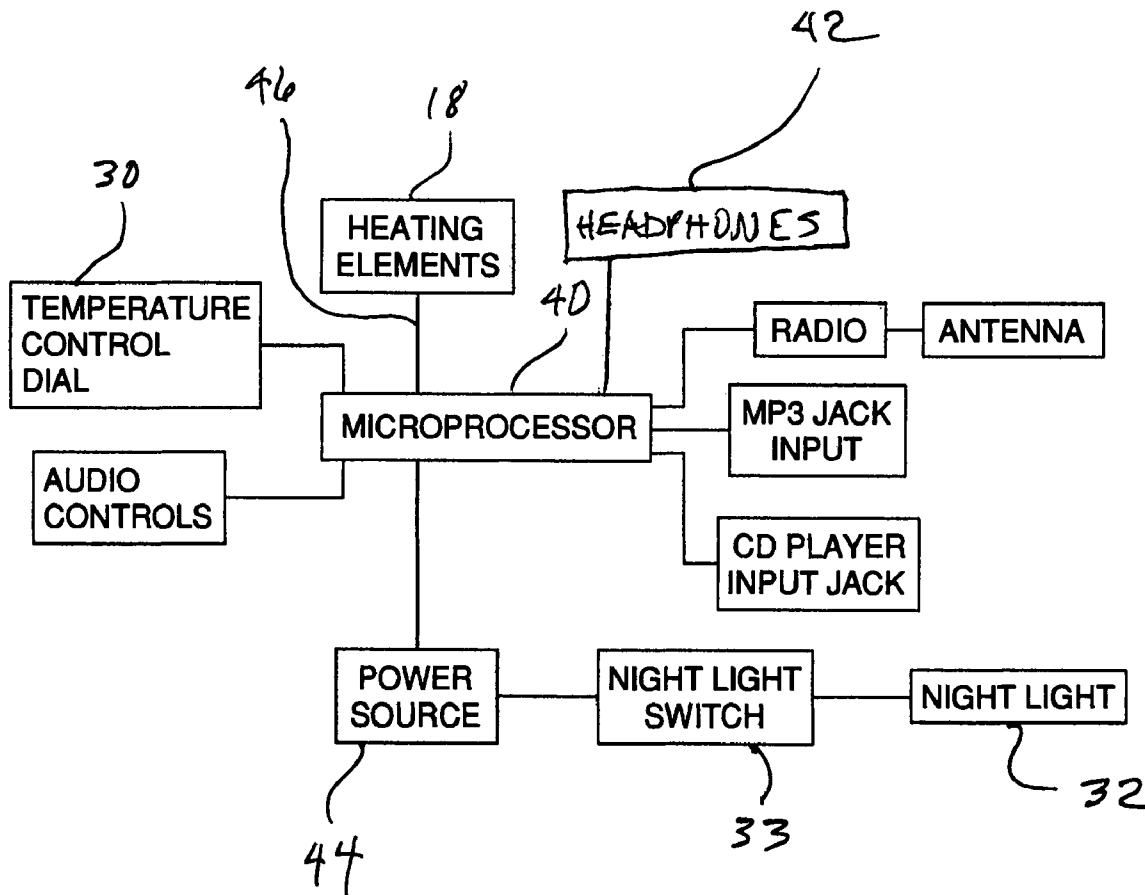 42
46
18
30
HEATING
ELEMENTS
HEADPHONES
40
TEMPERATURE
CONTROL
DIAL
RADIO
ANTENNA
MICROPROCESSOR
MP3 JACK
INPUT
AUDIO
CONTROLS
CD PLAYER
INPUT JACK
POWER
SOURCE
NIGHT LIGHT
SWITCH
NIGHT LIGHT
44
33
32